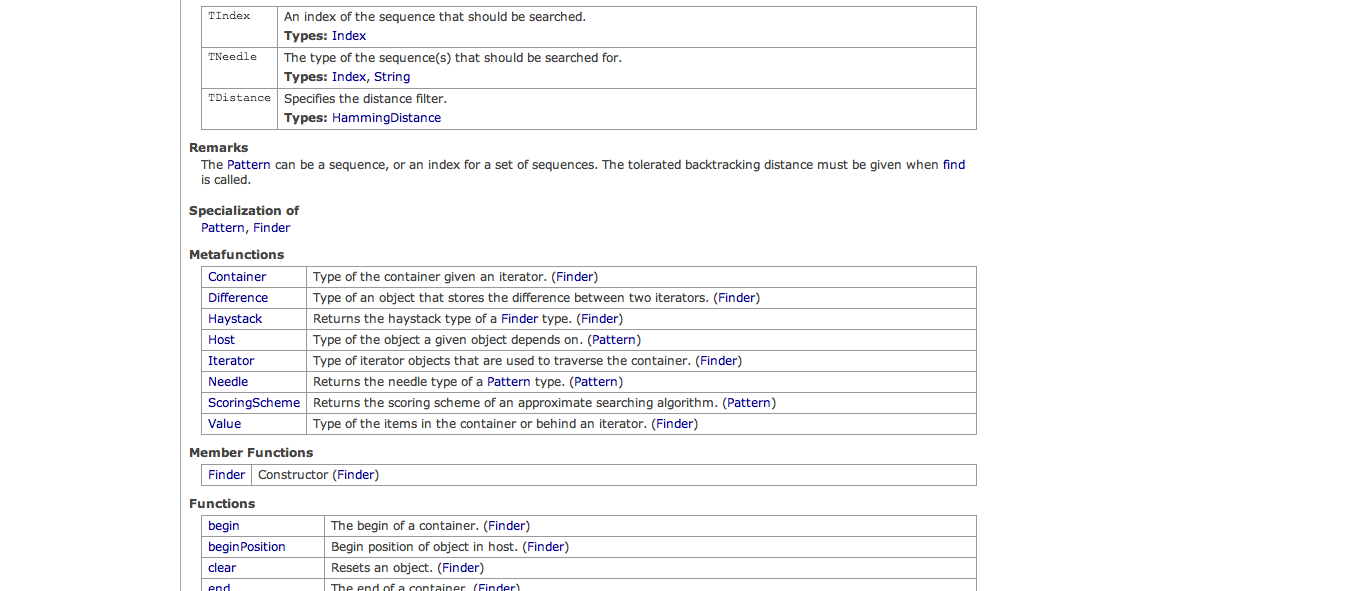 TIndex An index of the sequence that should be searched.
Types: Index
TNeedle The type of the sequence(s) that should be searched for.
Types: Index, String
TDistance Specifies the distance filter.
Types: HammingDistance
Remarks
The Pattern can be a sequence, or an index for a set of sequences. The tolerated backtracking distance must be given when find
is called.
Specialization of
Pattern, Finder
Metafunctions
Container Type of the container given an iterator. (Finder)
Difference Type of an object that stores the difference between two iterators. (Finder)
Haystack Returns the haystack type of a Finder type. (Finder)
Host Type of the object a given object depends on. (Pattern)
Iterator Type of iterator objects that are used to traverse the container. (Finder)
Needle Returns the needle type of a Pattern type. (Pattern)
ScoringScheme Returns the scoring scheme of an approximate searching algorithm. (Pattern)
Value Type of the items in the container or behind an iterator. (Finder)
Member Functions
Finder Constructor (Finder)
Functions
begin The begin of a container. (Finder)
beginPosition Begin position of object in host. (Finder)
clear Resets an object. (Finder)
end The end of a container. (Finder)